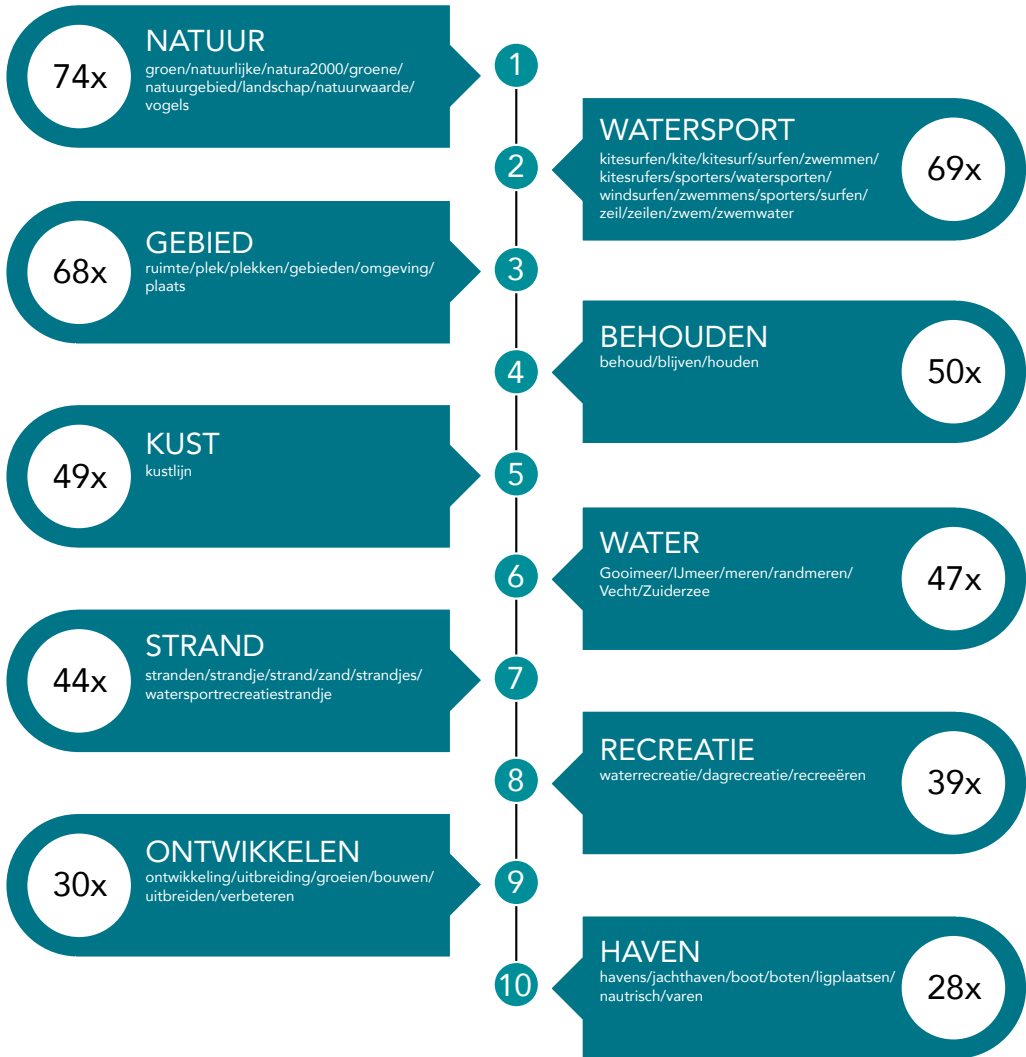 74x
NATUUR
groen/natuurlijke/natura2000/groene/
natuurgebied/landschap/natuurwaarde/
vogels
1
WATERSPORT
kitesurfen/kite/kitesurf/surfen/zwemmen/
kitesrufers/sporters/watersporten/
windsurfen/zwemmens/sporters/surfen/
zeil/zeilen/zwem/zwemwater
69x
2
68x
GEBIED
ruimte/plek/plekken/gebieden/omgeving/
plaats
3
BEHOUDEN
behoud/blijven/houden
50x
4
49x
KUST
kustlijn
5
WATER
Gooimeer/IJmeer/meren/randmeren/
Vecht/Zuiderzee
47x
6
44x
STRAND
stranden/strandje/strand/zand/strandjes/
watersportrecreatiestrandje
7
RECREATIE
waterrecreatie/dagrecreatie/recreeëren
39x
8
30x
ONTWIKKELEN
ontwikkeling/uitbreiding/groeien/bouwen/
uitbreiden/verbeteren
9
HAVEN
havens/jachthaven/boot/boten/ligplaatsen/
nautrisch/varen
28x
10